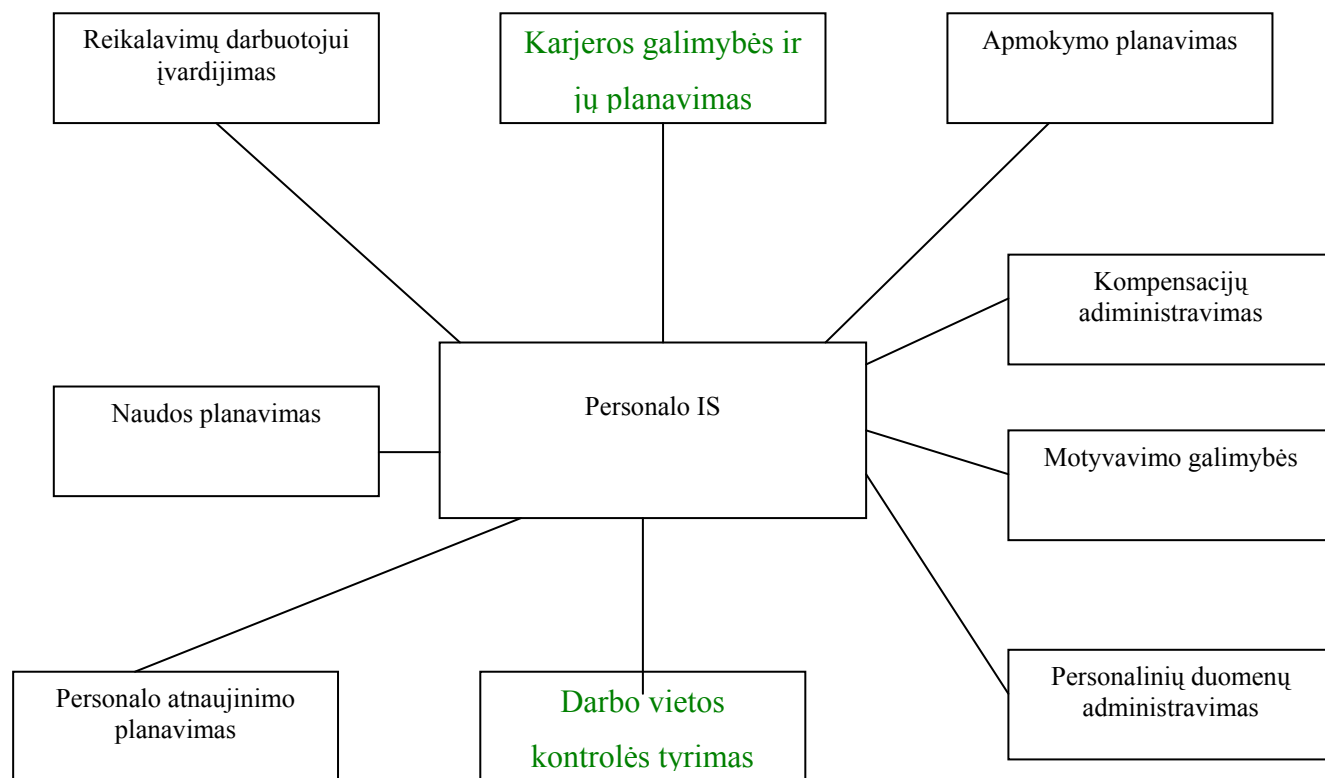 Reikalavimų darbuotojui
įvardijimas
Karjeros galimybės ir
jų planavimas
Apmokymo planavimas
Kompensacijų
adiministravimas
Naudos planavimas
Personalo IS
Motyvavimo galimybės
Personalo atnaujinimo
planavimas
Darbo vietos
kontrolės tyrimas
Personalinių duomenų
administravimas